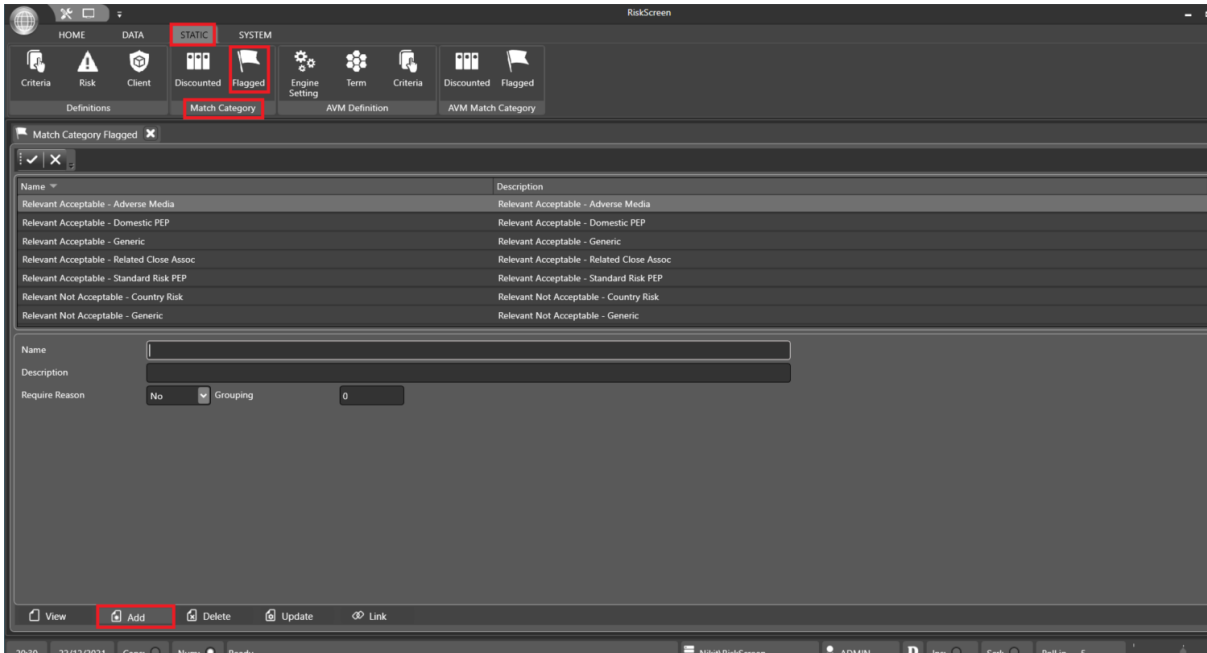 RiskScreen
HOME DATA STATIC SYSTEM
Criteria Risk Client Discounted Flagged Engine Setting Term Criteria Discounted Flagged
Definitions Match Category AVM Definition AVM Match Category
Match Category Flagged
Name Description
Relevant Acceptable - Adverse Media Relevant Acceptable - Adverse Media
Relevant Acceptable - Domestic PEP Relevant Acceptable - Domestic PEP
Relevant Acceptable - Generic Relevant Acceptable - Generic
Relevant Acceptable - Related Close Assoc Relevant Acceptable - Related Close Assoc
Relevant Acceptable - Standard Risk PEP Relevant Acceptable - Standard Risk PEP
Relevant Not Acceptable - Country Risk Relevant Not Acceptable - Country Risk
Relevant Not Acceptable - Generic Relevant Not Acceptable - Generic
Name
Description
Require Reason No Grouping 0
View Add Delete Update Link
Ready ADMIN